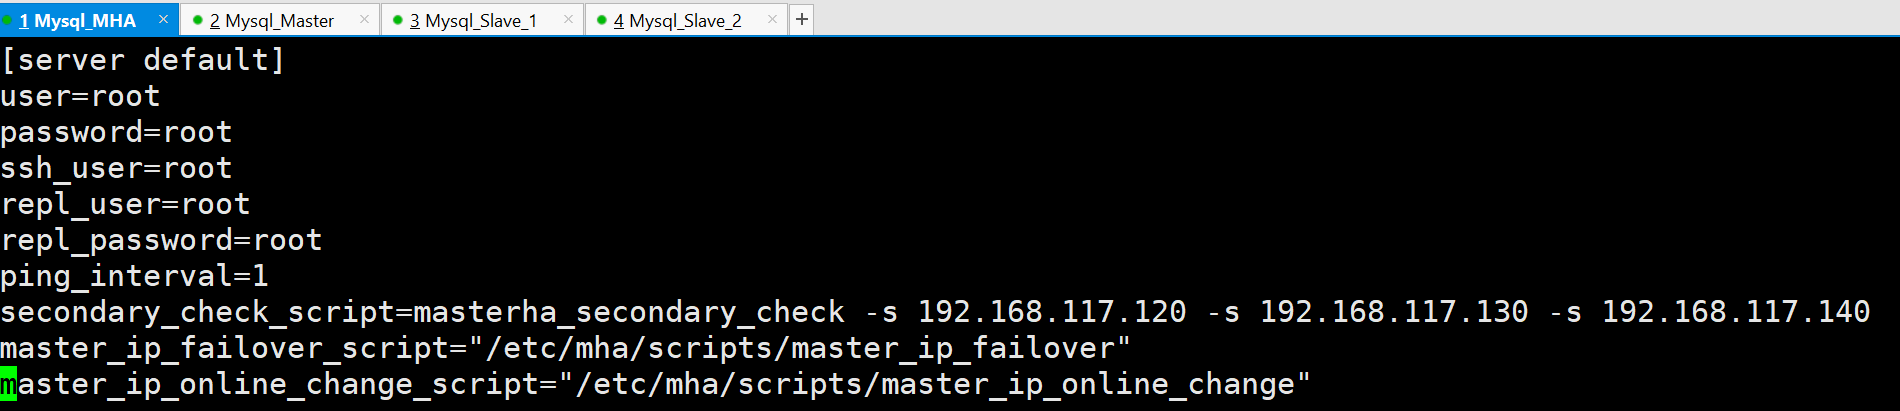 1 Mysql_MHA × 2 Mysql_Master × 3 Mysql_Slave_1 × 4 Mysql_Slave_2 × +
[server default]
user=root
password=root
ssh_user=root
repl_user=root
repl_password=root
ping_interval=1
secondary_check_script=masterha_secondary_check -s 192.168.117.120 -s 192.168.117.130 -s 192.168.117.140
master_ip_failover_script="/etc/mha/scripts/master_ip_failover"
master_ip_online_change_script="/etc/mha/scripts/master_ip_online_change"